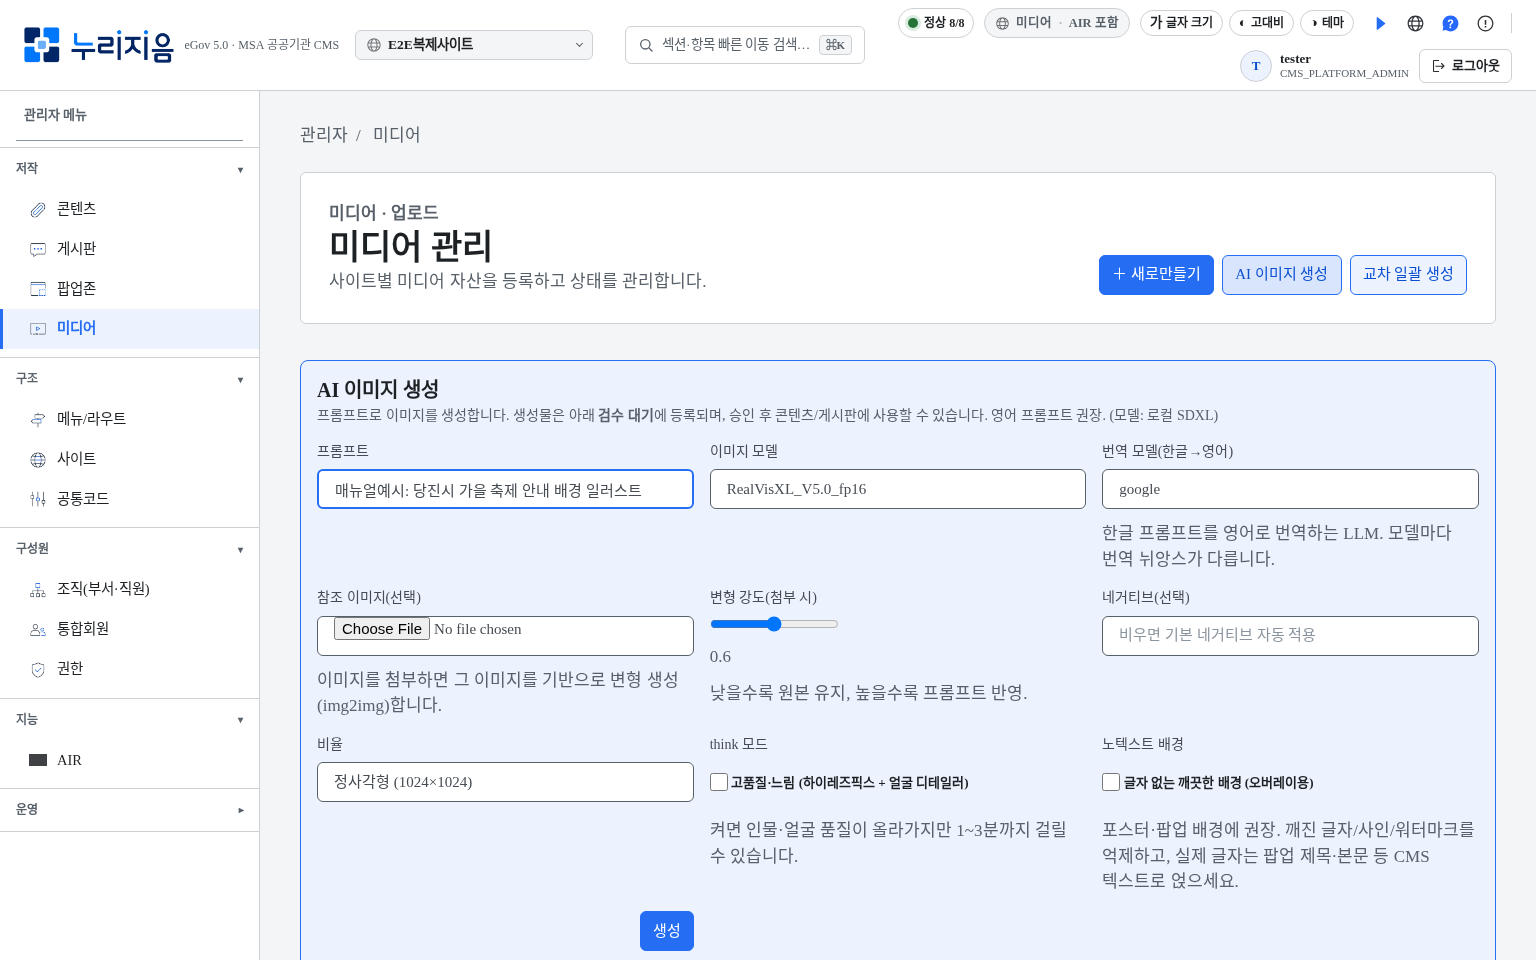 누리지음
eGov 5.0 · MSA 공공기관 CMS
E2E복제사이트
섹션·항목 빠른 이동 검색…
⌘K
정상 8/8
미디어 · AIR 포함
가 글자 크기
고대비
테마
T
tester
CMS_PLATFORM_ADMIN
로그아웃
관리자 메뉴
저작
콘텐츠
게시판
팝업존
미디어
구조
메뉴/라우트
사이트
공통코드
구성원
조직(부서·직원)
통합회원
권한
지능
AIR
운영
관리자 / 미디어
미디어 · 업로드
미디어 관리
사이트별 미디어 자산을 등록하고 상태를 관리합니다.
+ 새로만들기
AI 이미지 생성
교차 일괄 생성
AI 이미지 생성
프롬프트로 이미지를 생성합니다. 생성물은 아래 검수 대기에 등록되며, 승인 후 콘텐츠/게시판에 사용할 수 있습니다. 영어 프롬프트 권장. (모델: 로컬 SDXL)
프롬프트
매뉴얼예시: 당진시 가을 축제 안내 배경 일러스트
이미지 모델
RealVisXL_V5.0_fp16
번역 모델(한글→영어)
google
한글 프롬프트를 영어로 번역하는 LLM. 모델마다
번역 뉘앙스가 다릅니다.
참조 이미지(선택)
Choose File No file chosen
이미지를 첨부하면 그 이미지를 기반으로 변형 생성
(img2img)합니다.
변형 강도(첨부 시)
0.6
낮을수록 원본 유지, 높을수록 프롬프트 반영.
네거티브(선택)
비우면 기본 네거티브 자동 적용
비율
정사각형 (1024×1024)
think 모드
고품질·느림 (하이레즈픽스 + 얼굴 디테일러)
켜면 인물·얼굴 품질이 올라가지만 1~3분까지 걸릴
수 있습니다.
노텍스트 배경
글자 없는 깨끗한 배경 (오버레이용)
포스터·팝업 배경에 권장. 깨진 글자/사인/워터마크를
억제하고, 실제 글자는 팝업 제목·본문 등 CMS
텍스트로 얹으세요.
생성